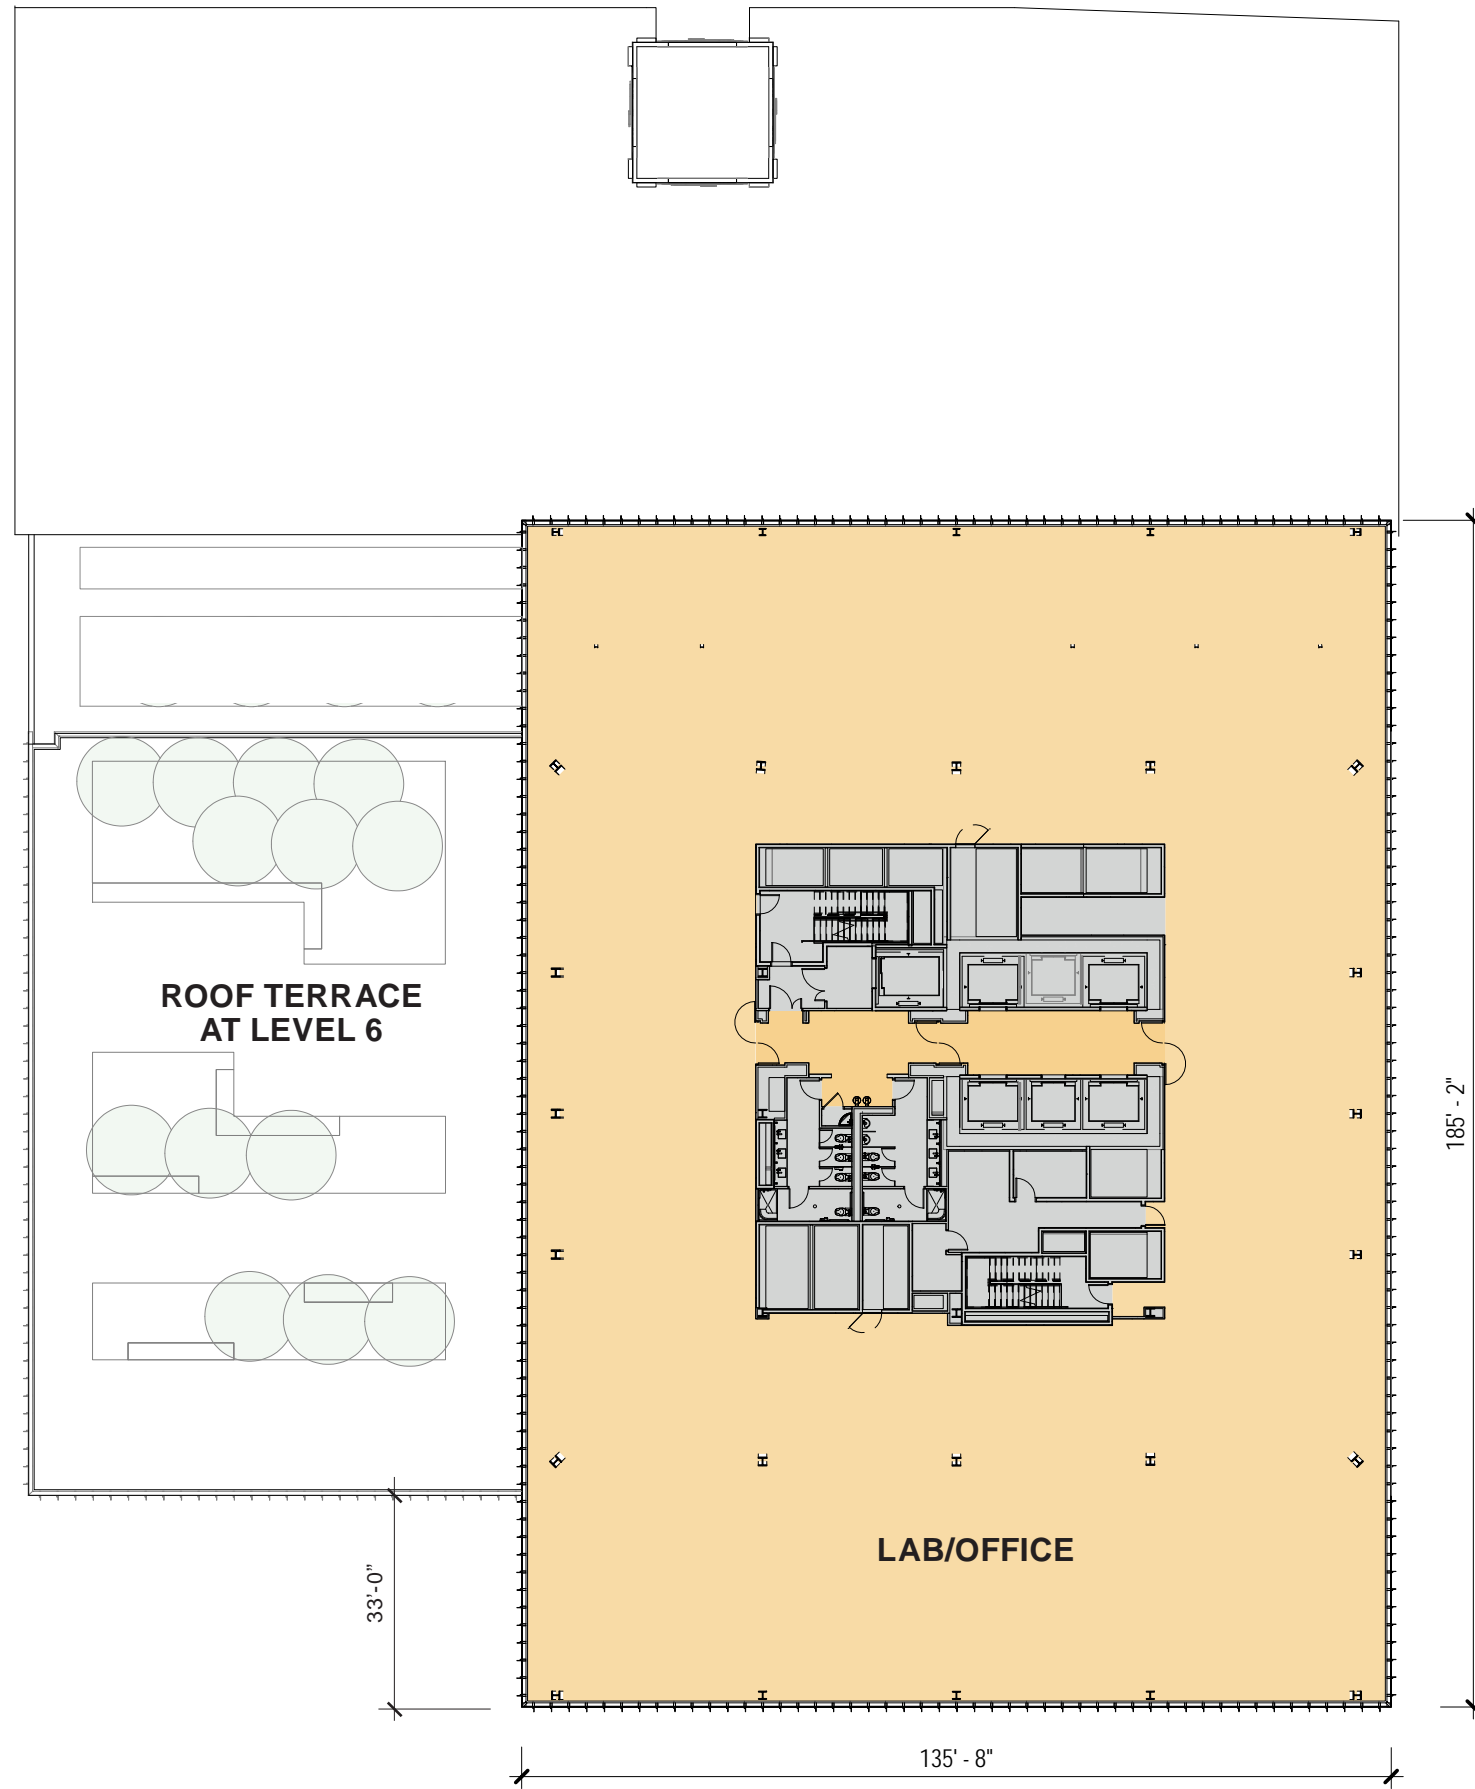 ROOF TERRACE
AT LEVEL 6
185' - 2"
LAB/OFFICE
33'-0"
135' - 8"